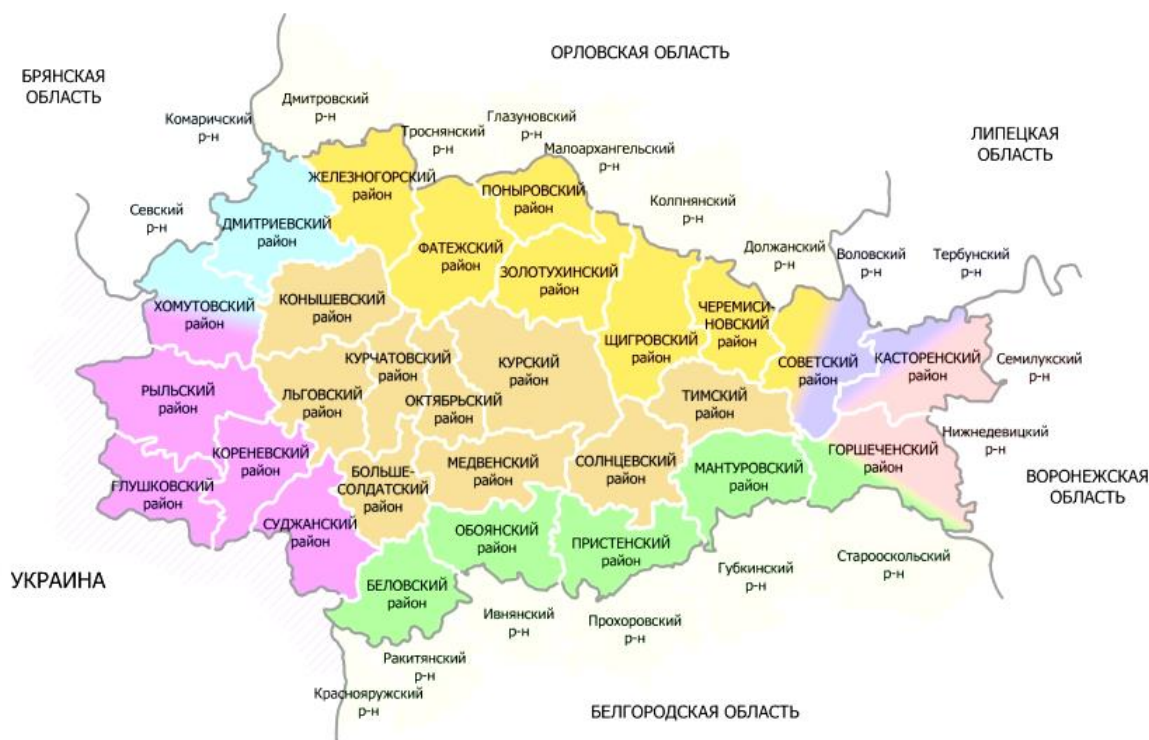 ОРЛОВСКАЯ ОБЛАСТЬ
БРЯНСКАЯ
ОБЛАСТЬ
Дмитровский
р-н
Комаричский
р-н
Троснянский
р-н
Глазуновский
р-н
Малоархангельский
р-н
ЛИПЕЦКАЯ
ОБЛАСТЬ
ЖЕЛЕЗНОГОРСКИЙ
район
ПОНЫРОВСКИЙ
район
Колпнянский
р-н
Севский
р-н
ДМИТРИЕВСКИЙ
район
ФАТЕЖСКИЙ
район
Должанский
р-н
Воловский
р-н
Тербунский
р-н
ЗОЛОТУХИНСКИЙ
район
ХОМУТОВСКИЙ
район
КОНЫШЕВСКИЙ
район
ЧЕРЕМИСИ-
НОВСКИЙ
район
ЩИГРОВСКИЙ
район
СОВЕТСКИЙ
район
КАСТОРЕНСКИЙ
район
Семилукский
р-н
КУРЧАТОВСКИЙ
район
КУРСКИЙ
район
РЫЛЬСКИЙ
район
ЛЬГОВСКИЙ
район
ОКТЯБРЬСКИЙ
район
ТИМСКИЙ
район
Нижнедевицкий
р-н
КОРЕНЕВСКИЙ
район
БОЛЬШЕ-
СОЛДАТСКИЙ
район
МЕДВЕНСКИЙ
район
СОЛНЦЕВСКИЙ
район
МАНТУРОВСКИЙ
район
ГОРШЕЧЕНСКИЙ
район
ВОРОНЕЖСКАЯ
ОБЛАСТЬ
ГЛУШКОВСКИЙ
район
СУДЖАНСКИЙ
район
ОБОЯНСКИЙ
район
ПРИСТЕНСКИЙ
район
Старооскольский
р-н
Губкинский
р-н
УКРАИНА
БЕЛОВСКИЙ
район
Ивнянский
р-н
Прохоровский
р-н
Ракитянский
р-н
Краснояружский
р-н
БЕЛГОРОДСКАЯ ОБЛАСТЬ